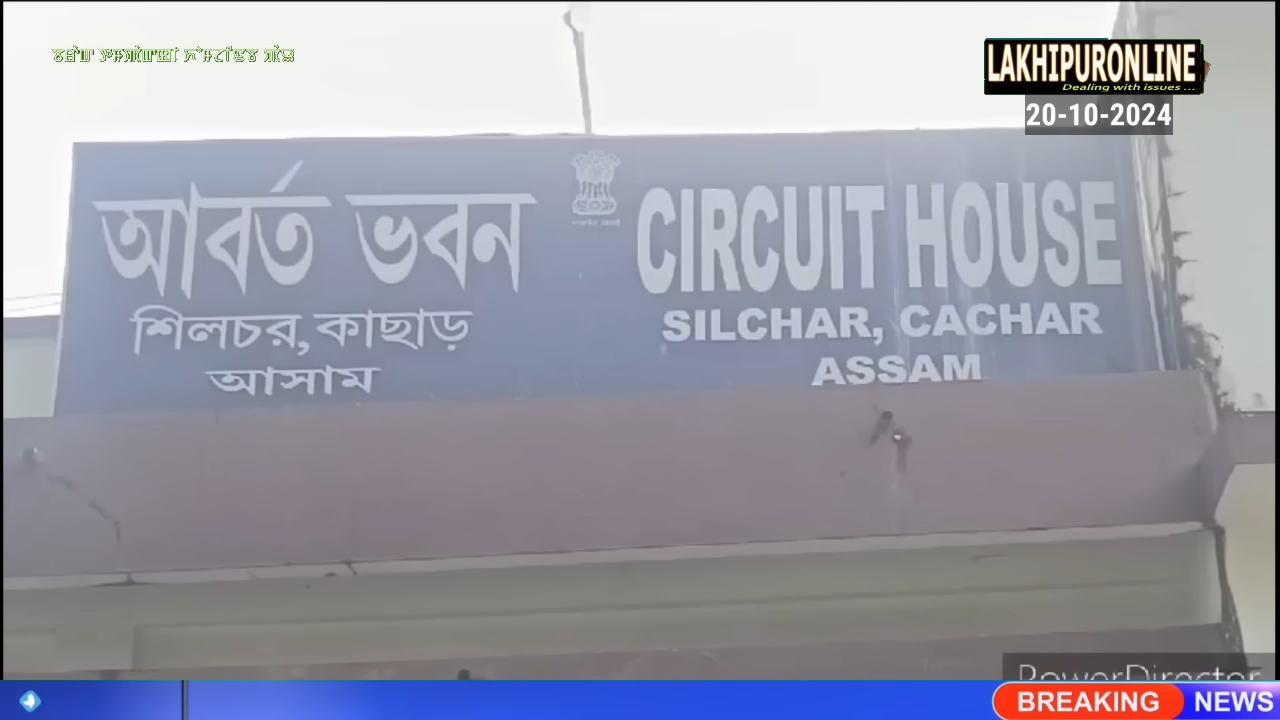 LAKHIPURONLINE
Dealing with issues ...
20-10-2024
আবর্ত ভবন
শিলচর, কাছাড়
আসাম
CIRCUIT HOUSE
SILCHAR, CACHAR
ASSAM
PowerDirector
BREAKING NEWS